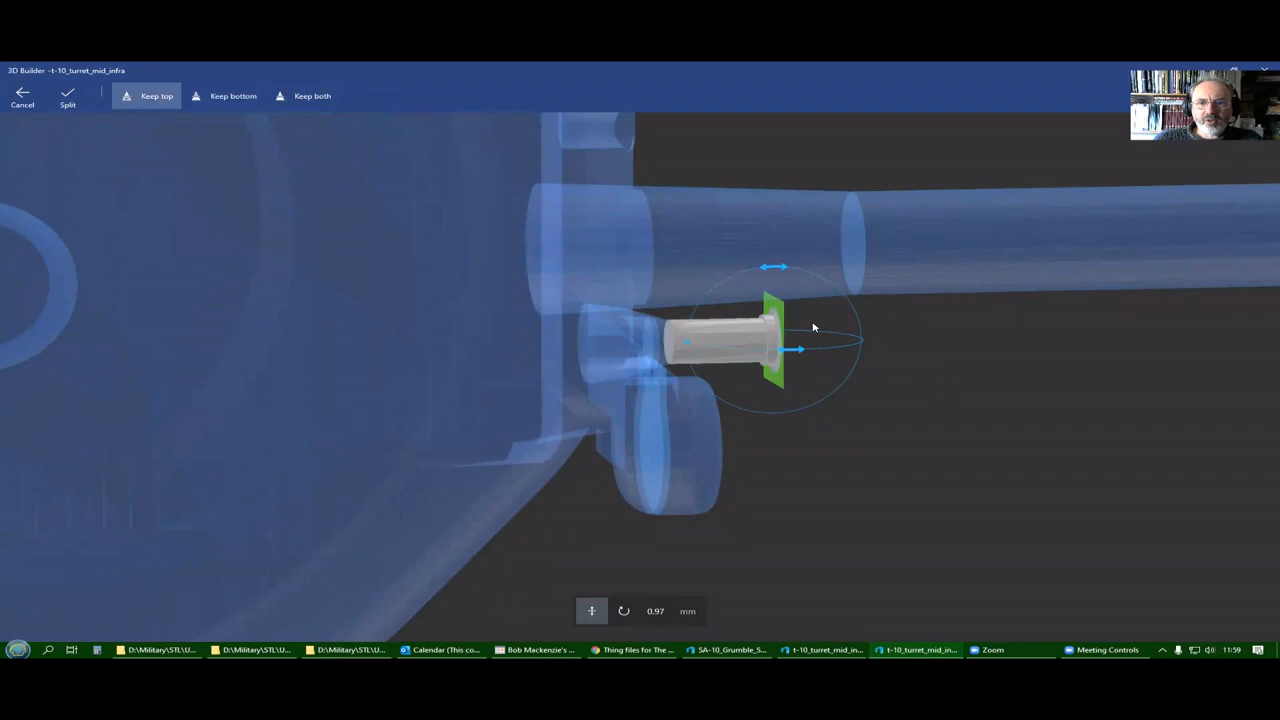 3D Builder -t-10_turret_mid_infra
Cancel
Split
Keep top
Keep bottom
Keep both
0.97 mm
D:\Military\STL\U...
D:\Military\STL\U...
D:\Military\STL\U...
Calendar (This co...
Bob Mackenzie's ...
Thing files for The ...
SA-10_Grumble_S...
t-10_turret_mid_in...
t-10_turret_mid_in...
Zoom
Meeting Controls
11:59